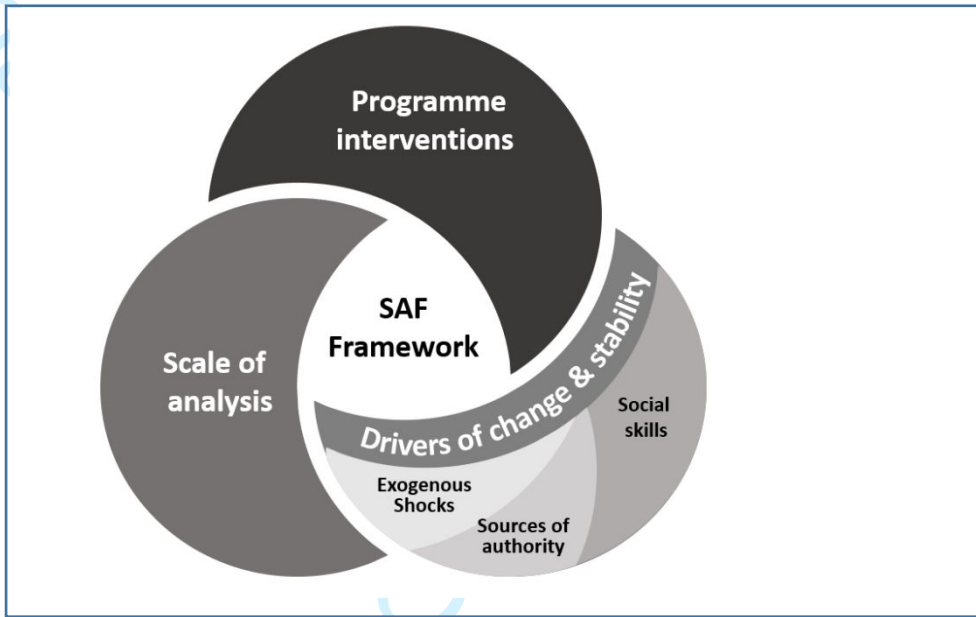 Programme
interventions
SAF
Framework
Scale of
analysis
Drivers of change & stability
Social
skills
Exogenous
Shocks
Sources of
authority